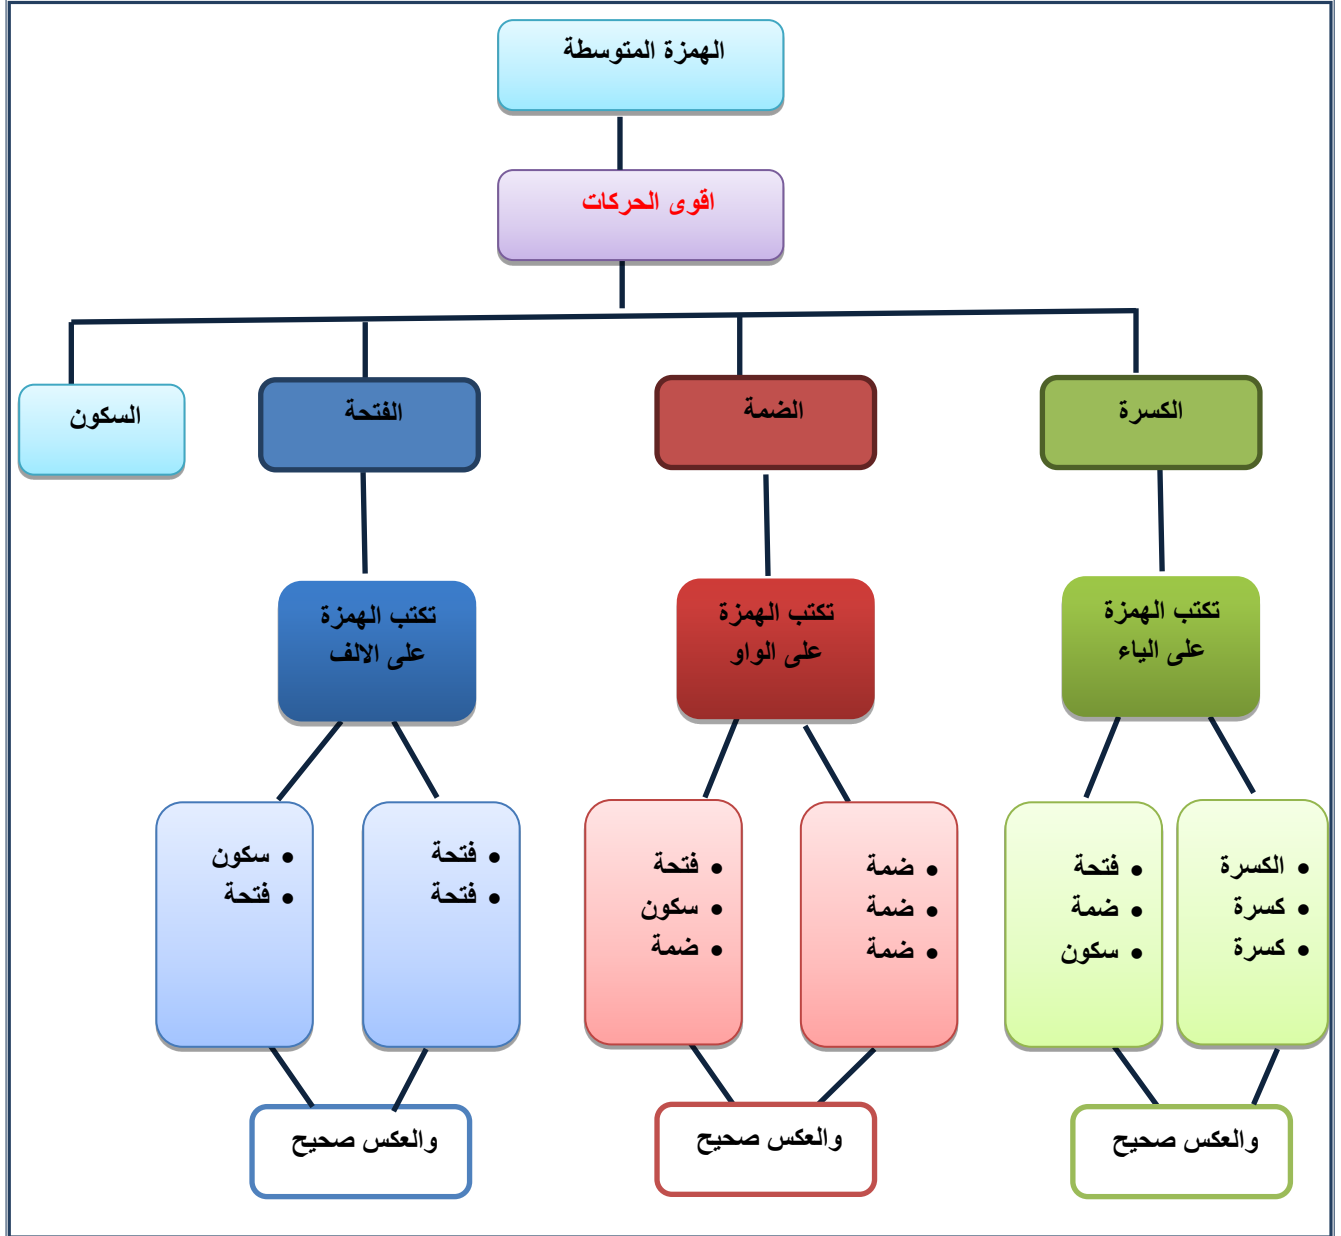 الهمزة المتوسطة
اقوى الحركات
الكسرة
الضمة
الفتحة
السكون
تكتب الهمزة
على الياء
تكتب الهمزة
على الواو
تكتب الهمزة
على الالف
• الكسرة
• كسرة
• كسرة
• فتحة
• ضمة
• سكون
• ضمة
• ضمة
• ضمة
• فتحة
• سكون
• ضمة
• فتحة
• فتحة
• سكون
• فتحة
والعكس صحيح
والعكس صحيح
والعكس صحيح